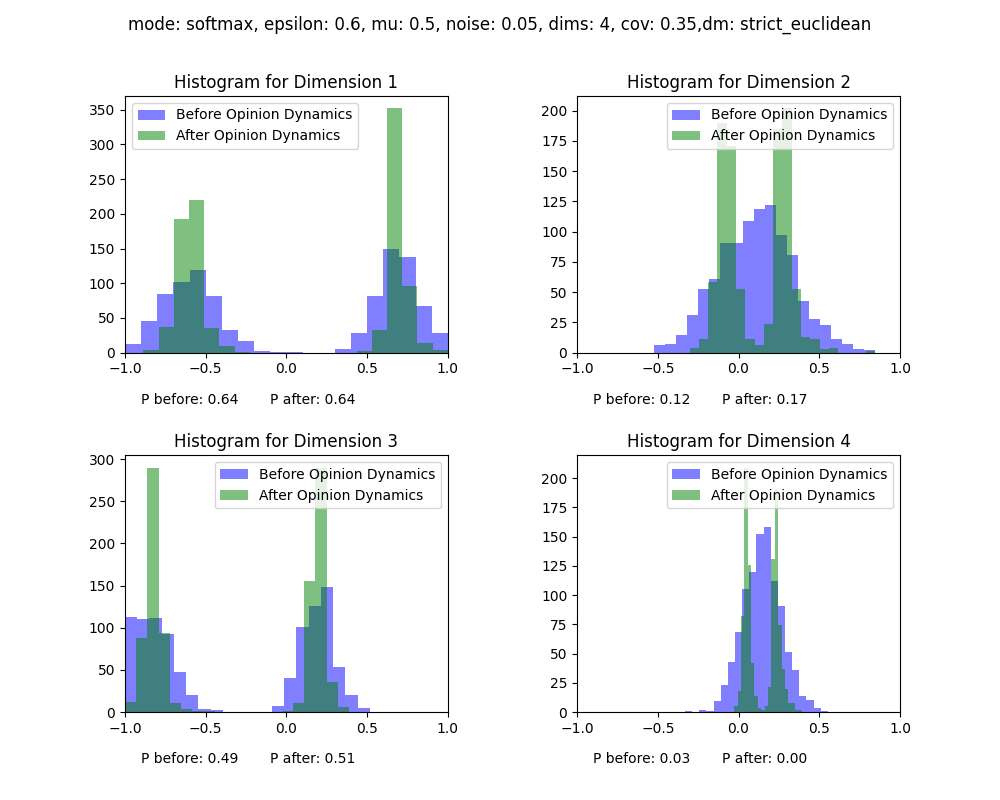 mode: softmax, epsilon: 0.6, mu: 0.5, noise: 0.05, dims: 4, cov: 0.35,dm: strict_euclidean
Histogram for Dimension 1
Before Opinion Dynamics
After Opinion Dynamics
350
300
250
200
150
100
50
0
−1.0 −0.5 0.0 0.5 1.0
P before: 0.64 P after: 0.64
Histogram for Dimension 2
Before Opinion Dynamics
After Opinion Dynamics
200
175
150
125
100
75
50
25
0
−1.0 −0.5 0.0 0.5 1.0
P before: 0.12 P after: 0.17
Histogram for Dimension 3
Before Opinion Dynamics
After Opinion Dynamics
300
250
200
150
100
50
0
−1.0 −0.5 0.0 0.5 1.0
P before: 0.49 P after: 0.51
Histogram for Dimension 4
Before Opinion Dynamics
After Opinion Dynamics
200
175
150
125
100
75
50
25
0
−1.0 −0.5 0.0 0.5 1.0
P before: 0.03 P after: 0.00